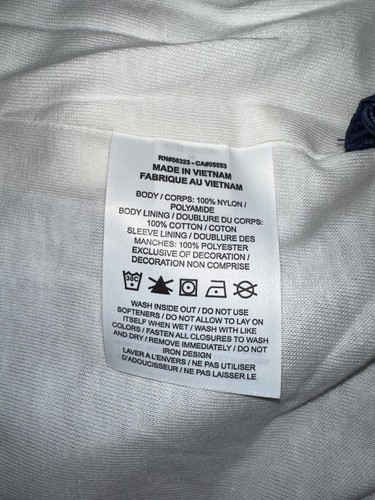 RN#56323 - CA#05553
MADE IN VIETNAM
FABRIQUE AU VIETNAM
BODY / CORPS: 100% NYLON /
POLYAMIDE
BODY LINING / DOUBLURE DU CORPS:
100% COTTON / COTON
SLEEVE LINING / DOUBLURE DES
MANCHES: 100% POLYESTER
EXCLUSIVE OF DECORATION /
DECORATION NON COMPRISE
30C
WASH INSIDE OUT / DO NOT USE
SOFTENERS / DO NOT ALLOW TO LAY ON
ITSELF WHEN WET / WASH WITH LIKE
COLORS / FASTEN ALL CLOSURES TO WASH
AND DRY / REMOVE IMMEDIATELY / DO NOT
IRON DESIGN
LAVER A L'ENVERS / NE PAS UTILISER
D'ADOUCISSEUR / NE PAS LAISSER LE